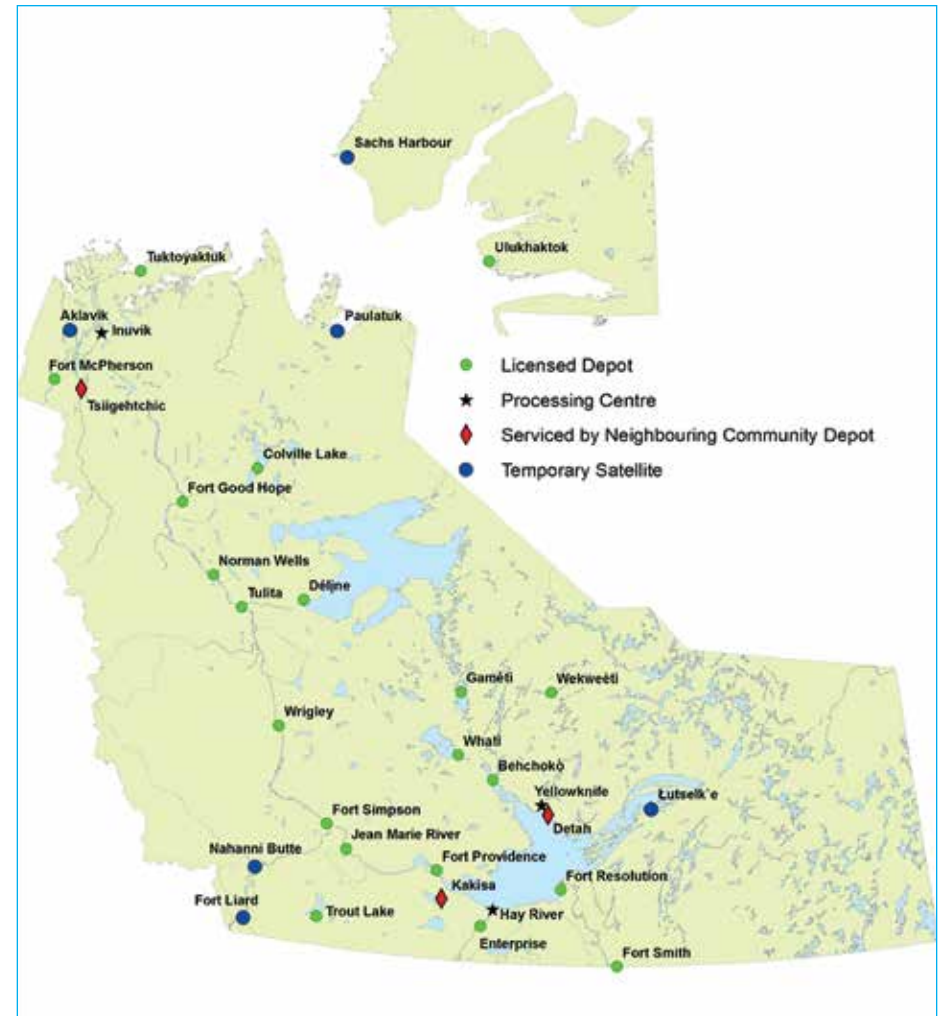 Sachs Harbour
Ulukhaktok
Tuktoyaktuk
Aklavik
Inuvik
Paulatuk
Fort McPherson
Tsiigehtchic
Licensed Depot
Processing Centre
Serviced by Neighbouring Community Depot
Temporary Satellite
Colville Lake
Fort Good Hope
Norman Wells
Tulita
Déljne
Gamètì
Wekweètì
Wrigley
Whatì
Behchokǫ̀
Yellowknife
Detah
Łutselk`e
Fort Simpson
Jean Marie River
Nahanni Butte
Fort Providence
Kakisa
Fort Resolution
Fort Liard
Trout Lake
Hay River
Enterprise
Fort Smith